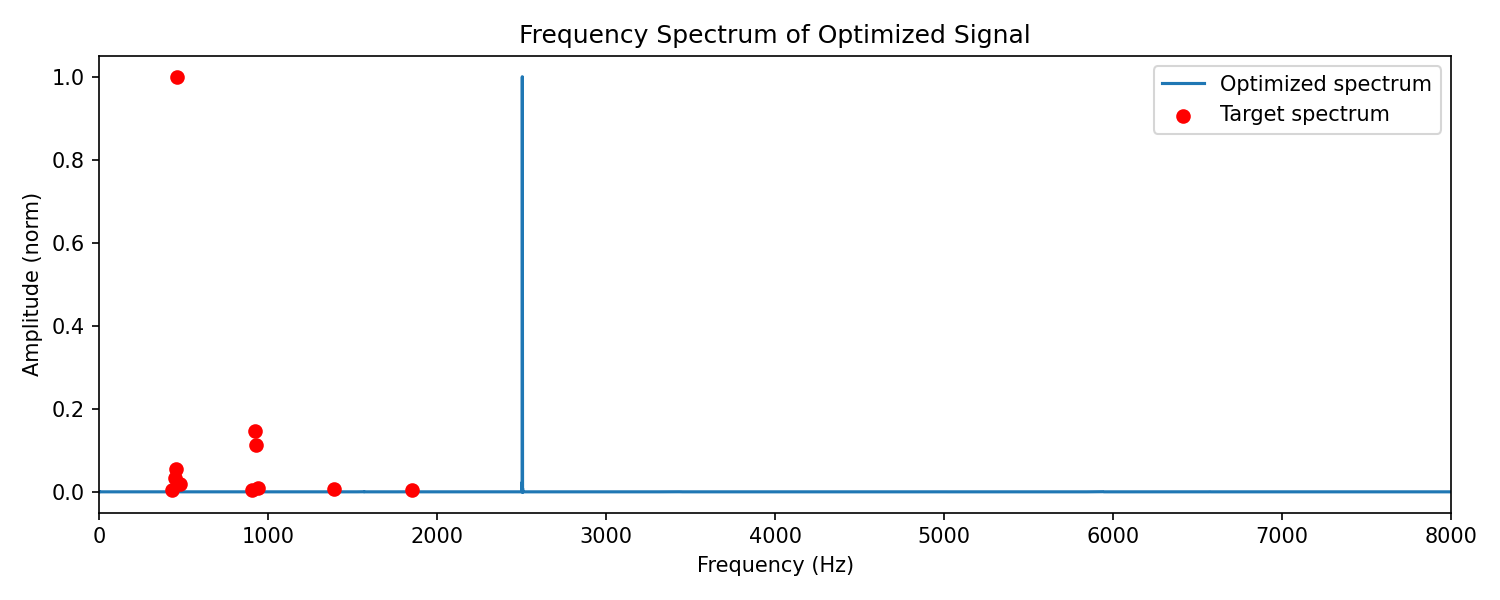 Frequency Spectrum of Optimized Signal
Optimized spectrum
Target spectrum
Amplitude (norm)
1.0
0.8
0.6
0.4
0.2
0.0
0 1000 2000 3000 4000 5000 6000 7000 8000
Frequency (Hz)